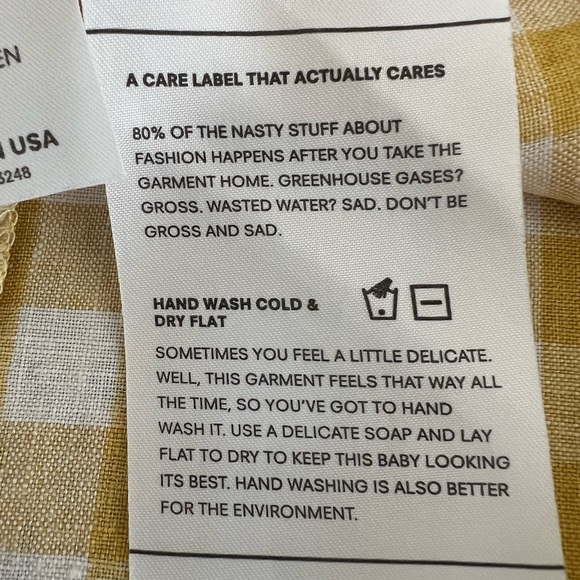 EN
USA
3248
A CARE LABEL THAT ACTUALLY CARES
80% OF THE NASTY STUFF ABOUT
FASHION HAPPENS AFTER YOU TAKE THE
GARMENT HOME. GREENHOUSE GASES?
GROSS. WASTED WATER? SAD. DON'T BE
GROSS AND SAD.
HAND WASH COLD &
DRY FLAT
SOMETIMES YOU FEEL A LITTLE DELICATE.
WELL, THIS GARMENT FEELS THAT WAY ALL
THE TIME, SO YOU'VE GOT TO HAND
WASH IT. USE A DELICATE SOAP AND LAY
FLAT TO DRY TO KEEP THIS BABY LOOKING
ITS BEST. HAND WASHING IS ALSO BETTER
FOR THE ENVIRONMENT.